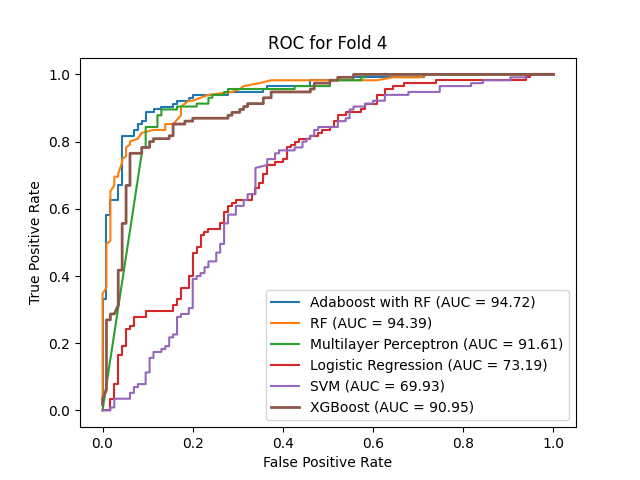 ROC for Fold 4
True Positive Rate
1.0
0.8
0.6
0.4
0.2
0.0
Adaboost with RF (AUC = 94.72)
RF (AUC = 94.39)
Multilayer Perceptron (AUC = 91.61)
Logistic Regression (AUC = 73.19)
SVM (AUC = 69.93)
XGBoost (AUC = 90.95)
0.0 0.2 0.4 0.6 0.8 1.0
False Positive Rate